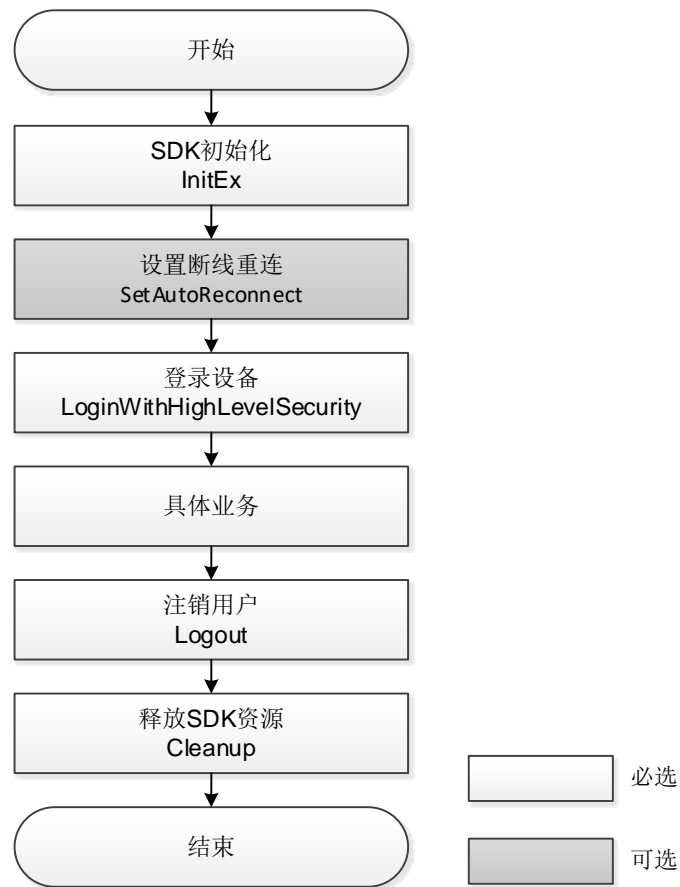 开始
SDK初始化
InitEx
设置断线重连
SetAutoReconnect
登录设备
LoginWithHighLevelSecurity
具体业务
注销用户
Logout
释放SDK资源
Cleanup
结束
必选
可选